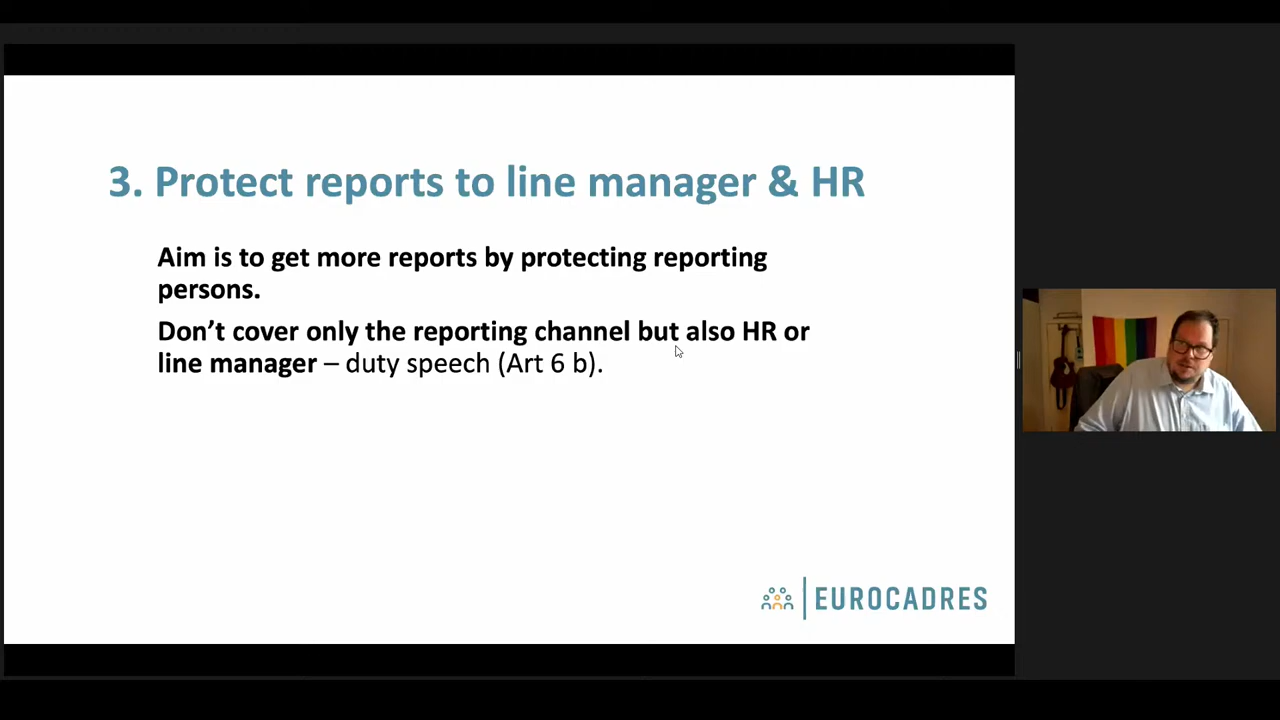 3. Protect reports to line manager & HR
Aim is to get more reports by protecting reporting
persons.
Don’t cover only the reporting channel but also HR or
line manager – duty speech (Art 6 b).
EUROCADRES